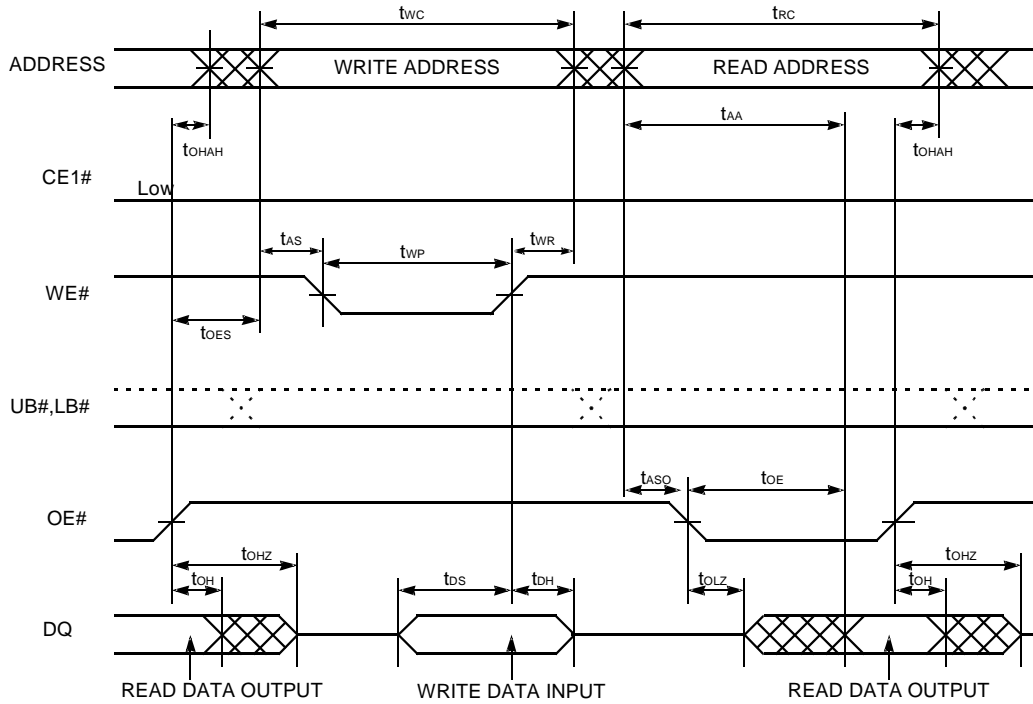 tWC tRC
ADDRESS WRITE ADDRESS READ ADDRESS
tOHAH tAA tOHAH
CE1# Low
tAS tWP tWR
WE#
tOES
UB#,LB#
tASO tOE
OE#
tOHZ tOHZ
tOH tDS tDH tOLZ tOH
DQ
READ DATA OUTPUT WRITE DATA INPUT READ DATA OUTPUT